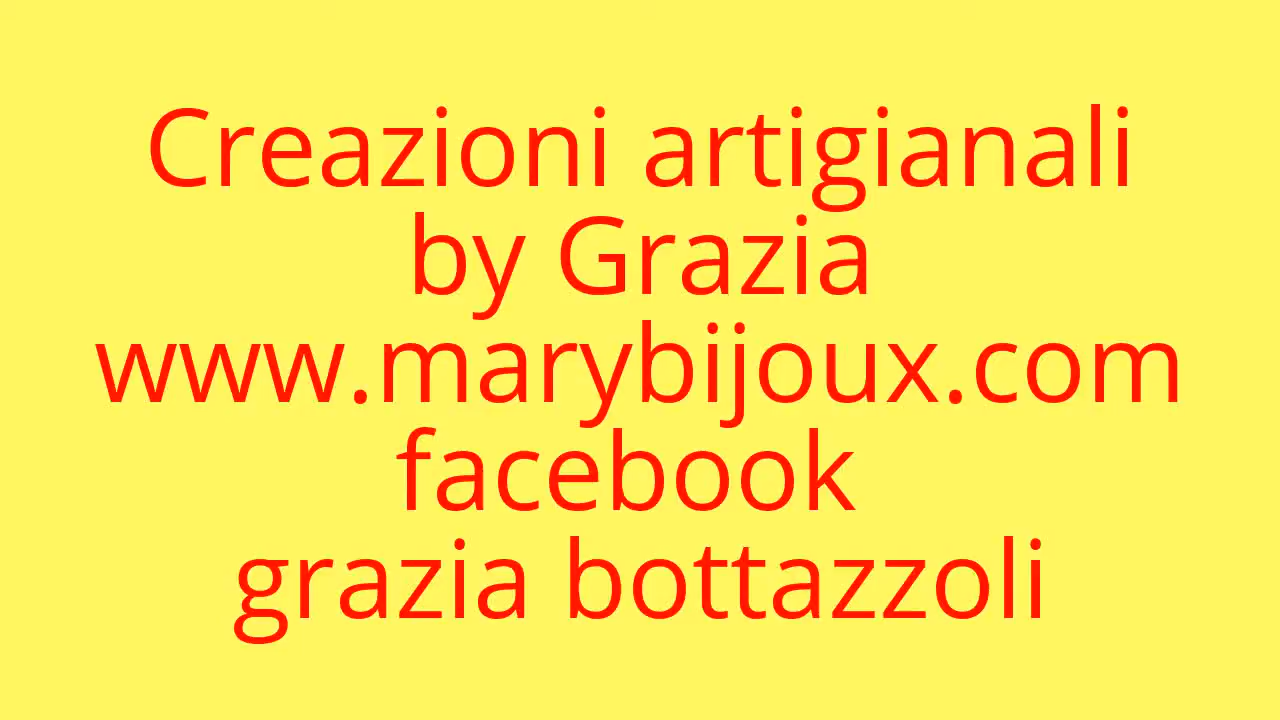 Creazioni artigianali
by Grazia
www.marybijoux.com
facebook
grazia bottazzoli